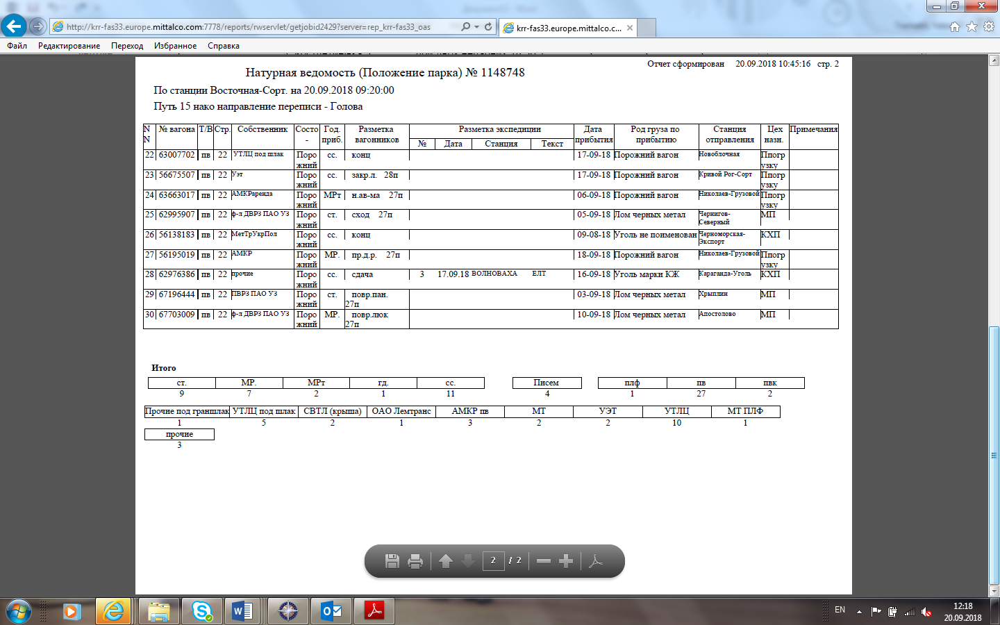 http://krr-fas33.europe.mittalco.com:7778/reports/rwservlet/getjobid2429?server=rep_krr-fas33_oas
krr-fas33.europe.mittalco.c...
Файл Редактирование Переход Избранное Справка
Отчет сформирован 20.09.2018 10:45:16 стр. 2
Натурная ведомость (Положение парка) № 1148748
По станции Восточная-Сорт. на 20.09.2018 09:20:00
Путь 15 нако направление переписи - Голова
N N № вагона Т/В Стр. Собственник Состо - Год. приб. Разметка вагонников Разметка экспедиции Дата прибытия Род груза по прибытию Станция отправления Цех назн. Примечания
№ Дата Станция Текст
22 63007702 пв 22 УТЛЦ под шлак Поро жний сс. конц 17-09-18 Порожний вагон Новоблочная Ппогр узку
23 56675507 пв 22 Уэт Поро жний сс. закр.л. 28п 17-09-18 Порожний вагон Кривой Рог-Сорт Ппогр узку
24 63663017 пв 22 АМКРаренда Поро жний МРт н.ав-ма 27п 06-09-18 Порожний вагон Николаев-Грузовой Ппогр узку
25 62995907 пв 22 ф-л ДВРЗ ПАО УЗ Поро жний ст. сход 27п 05-09-18 Лом черных метал Чернигов-Северный МП
26 56138183 пв 22 МетТрУкрПол Поро жний сс. конц 09-08-18 Уголь не поименован Черноморская-Экспорт КХП
27 56195019 пв 22 АМКР Поро жний МР. пр.д.р. 27п 18-09-18 Порожний вагон Николаев-Грузовой Ппогр узку
28 62976386 пв 22 прочие Поро жний сс. сдача 3 17.09.18 ВОЛНОВАХА ЕЛТ 16-09-18 Уголь марки КЖ Караганда-Уголь КХП
29 67196444 пв 22 ПВРЗ ПАО УЗ Поро жний ст. повр.пан. 27п 03-09-18 Лом черных метал Хрыплин МП
30 67703009 пв 22 ф-л ДВРЗ ПАО УЗ Поро жний МР. повр.люк 27п 10-09-18 Лом черных метал Апостолово МП
Итого
ст. МР. МРт гд. сс. Писем плф пв пвк
9 7 2 1 11 4 1 27 2
Прочие под граншлак УТЛЦ под шлак СВТЛ (крыша) ОАО Лемтранс АМКР пв МТ УЭТ УТЛЦ МТ ПЛФ
1 5 2 1 3 2 2 10 1
прочие
3
2 / 2
EN
12:18
20.09.2018